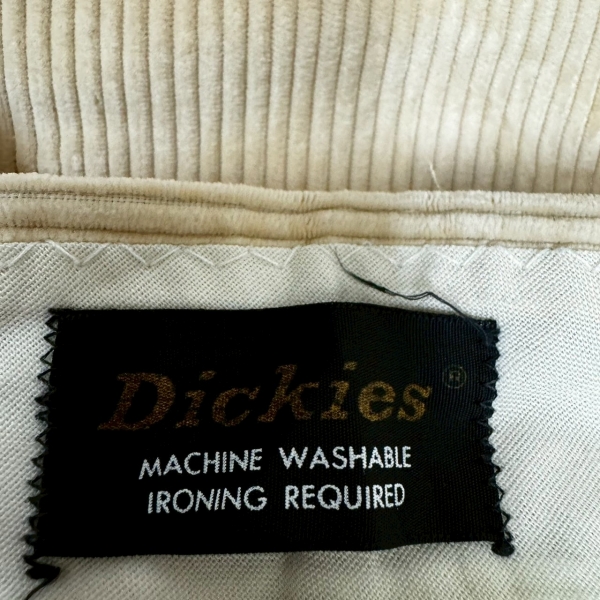 Dickies®
MACHINE WASHABLE
IRONING REQUIRED